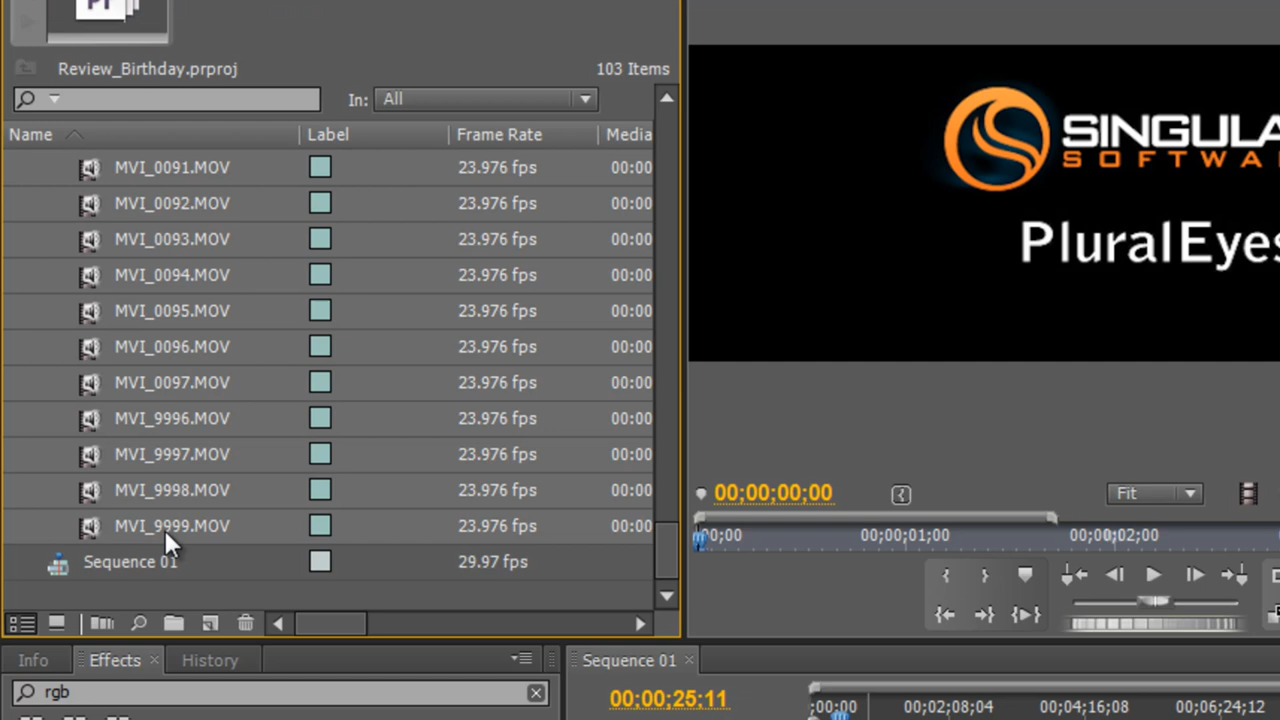 Pr
Review_Birthday.prproj 103 Items
In: All
Name Label Frame Rate Media
MVI_0091.MOV 23.976 fps 00:00
MVI_0092.MOV 23.976 fps 00:00
MVI_0093.MOV 23.976 fps 00:00
MVI_0094.MOV 23.976 fps 00:00
MVI_0095.MOV 23.976 fps 00:00
MVI_0096.MOV 23.976 fps 00:00
MVI_0097.MOV 23.976 fps 00:00
MVI_9996.MOV 23.976 fps 00:00
MVI_9997.MOV 23.976 fps 00:00
MVI_9998.MOV 23.976 fps 00:00
MVI_9999.MOV 23.976 fps 00:00
Sequence 01 29.97 fps
Info Effects History
rgb
SINGULA
SOFTWA
PluralEyes
00;00;00;00 Fit
00;00 00;00;01;00 00;00;02;00
Sequence 01
00;00;25;11 ;00;00 00;02;08;04 00;04;16;08 00;06;24;12